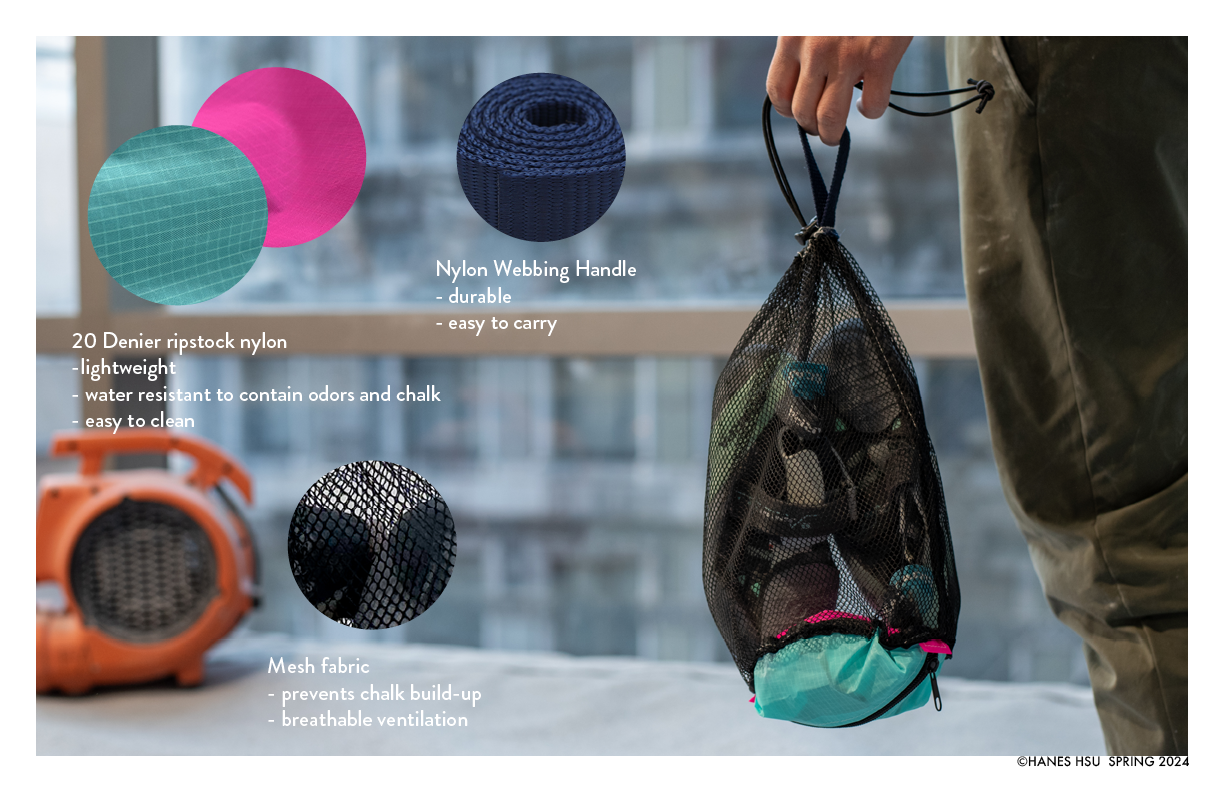 Nylon Webbing Handle
- durable
- easy to carry
20 Denier ripstock nylon
-lightweight
- water resistant to contain odors and chalk
- easy to clean
Mesh fabric
- prevents chalk build-up
- breathable ventilation
©HANES HSU SPRING 2024